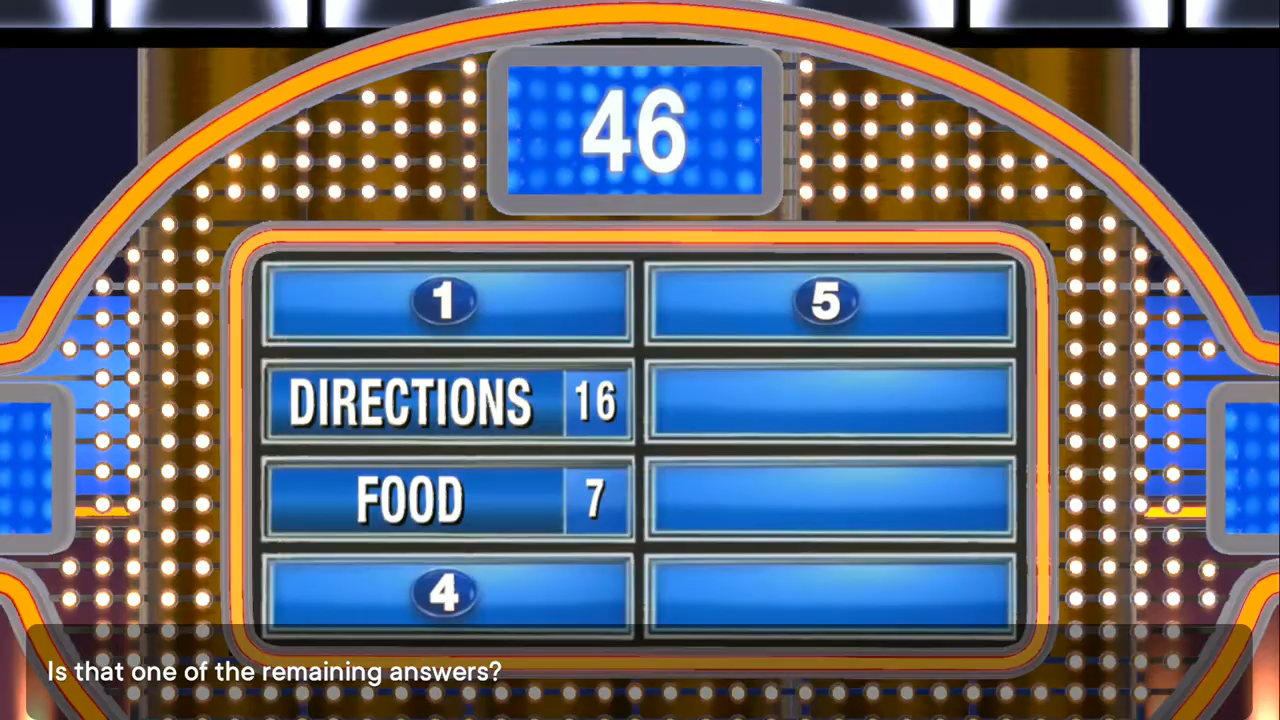 46
1
5
DIRECTIONS 16
FOOD 7
4
Is that one of the remaining answers?